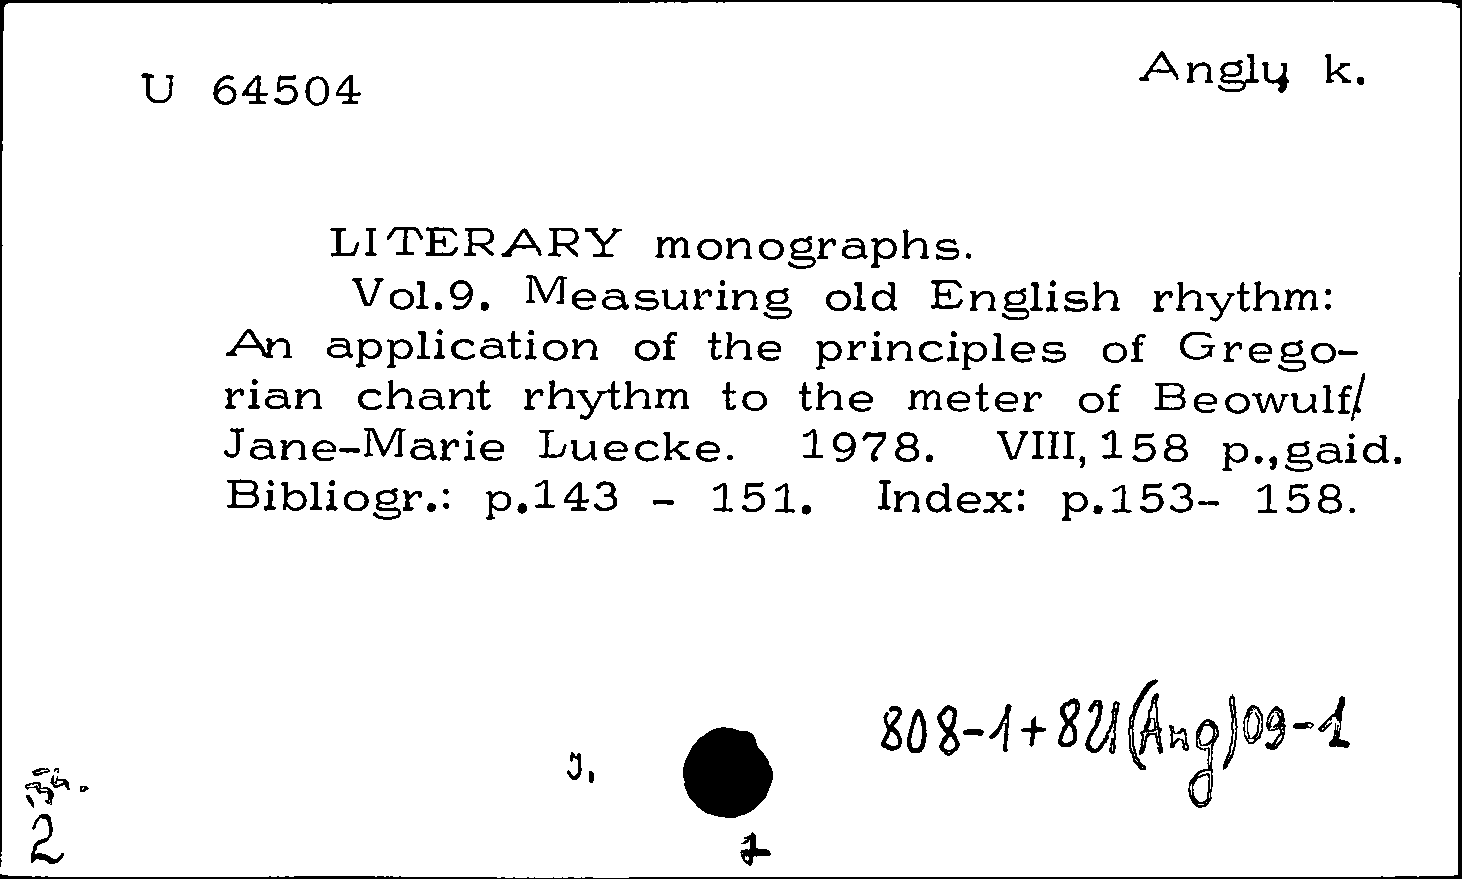 U 64504
Anglų k.
LITERARY monographs.
Vol.9. Measuring old English rhythm:
An application of the principles of Grego-
rian chant rhythm to the meter of Beowulf/
Jane-Marie Luecke. 1978. VIII,158 p.,gaid.
Bibliogr.: p.143 - 151. Index: p.153- 158.
808-1+821(Ang)09-1
2